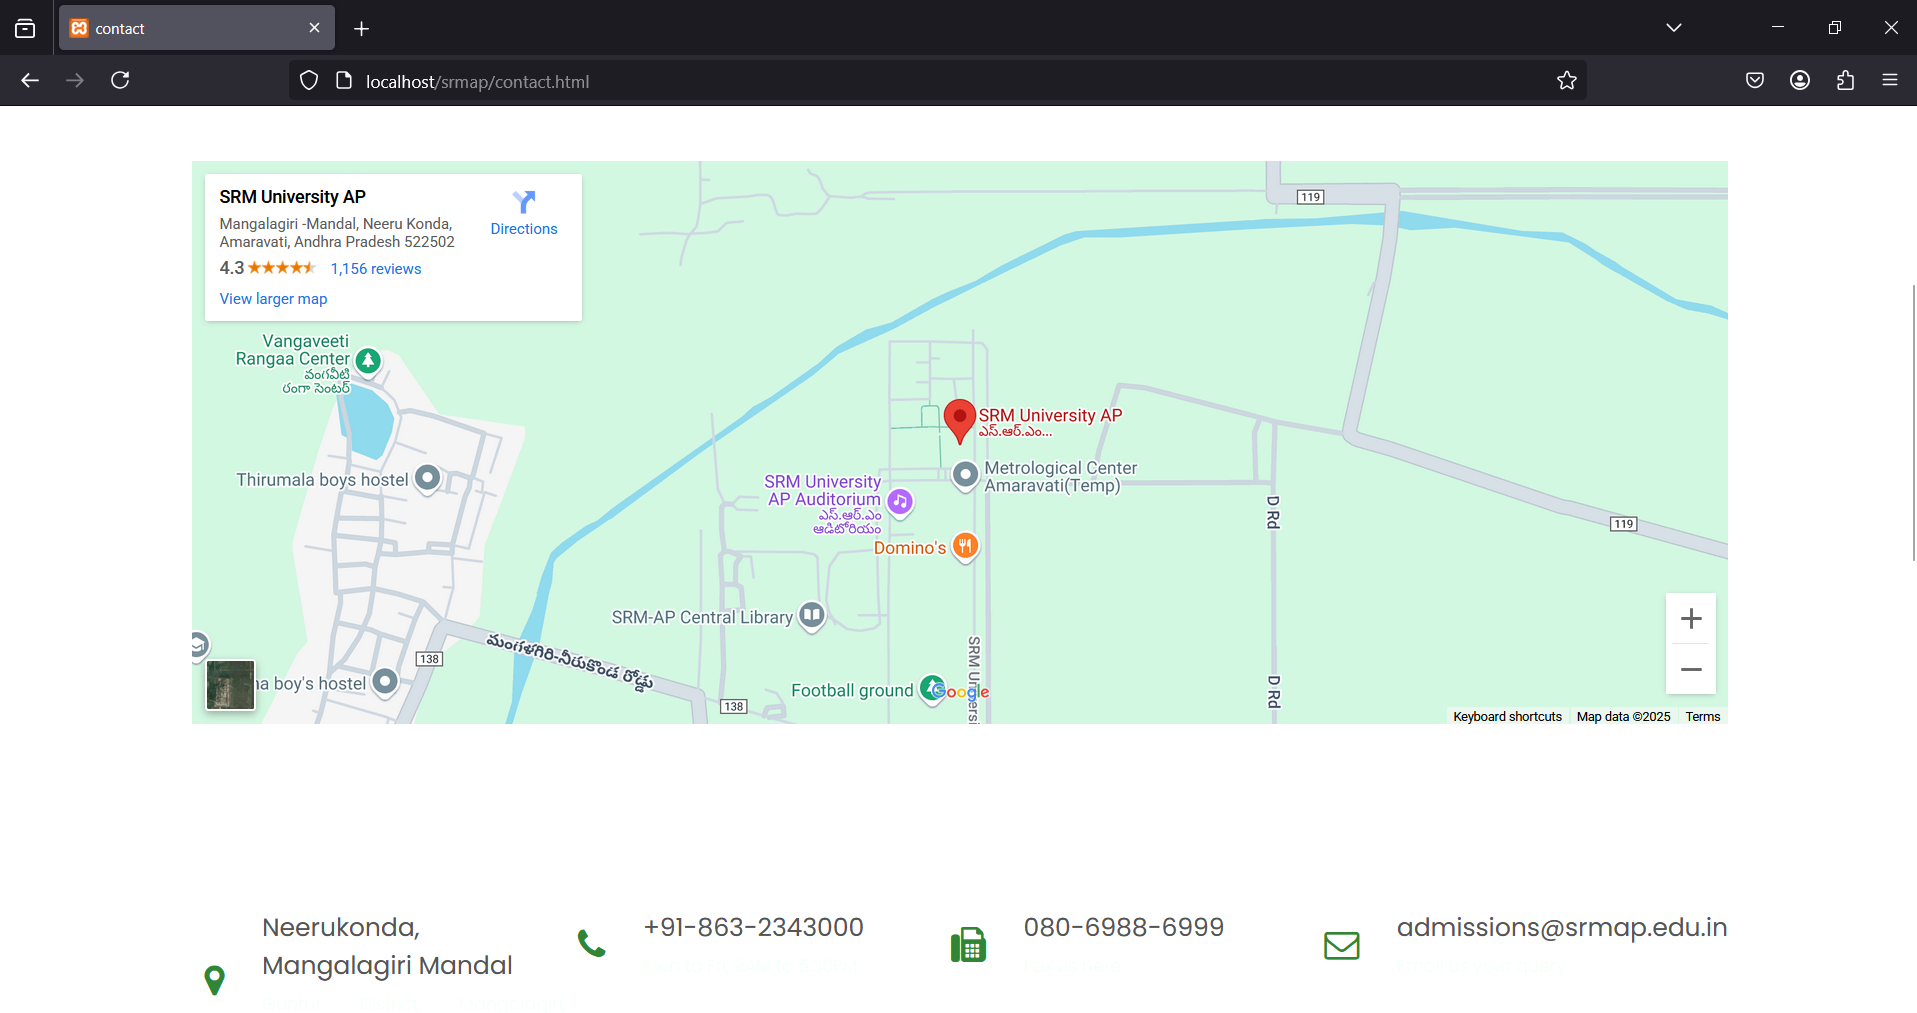 contact
localhost/srmap/contact.html
SRM University AP
Mangalagiri -Mandal, Neeru Konda,
Amaravati, Andhra Pradesh 522502
Directions
4.3
1,156 reviews
View larger map
119
Vangaveeti
Rangaa Center
వంగవీటి
రంగా సెంటర్
SRM University AP
ఎస్.ఆర్.ఎం...
Thirumala boys hostel
Metrological Center
Amaravati(Temp)
SRM University
AP Auditorium
ఎస్.ఆర్.ఎం
ఆడిటోరియం
D Rd
119
Domino's
SRM-AP Central Library
138
మంగళగిరి-నీరుకొండ రోడ్డు
SRM Universi
D Rd
na boy's hostel
Football ground
Google
138
Keyboard shortcuts
Map data ©2025
Terms
Neerukonda,
Mangalagiri Mandal
+91-863-2343000
080-6988-6999
admissions@srmap.edu.in